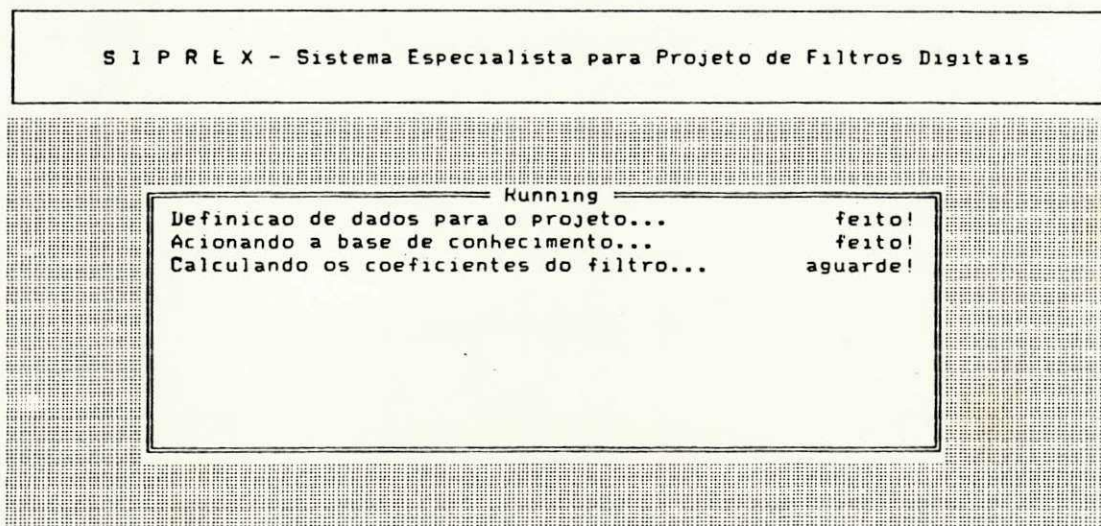 S I P R E X - Sistema Especialista para Projeto de Filtros Digitais
Running
Definicao de dados para o projeto... feito!
Acionando a base de conhecimento... feito!
Calculando os coeficientes do filtro... aguarde!